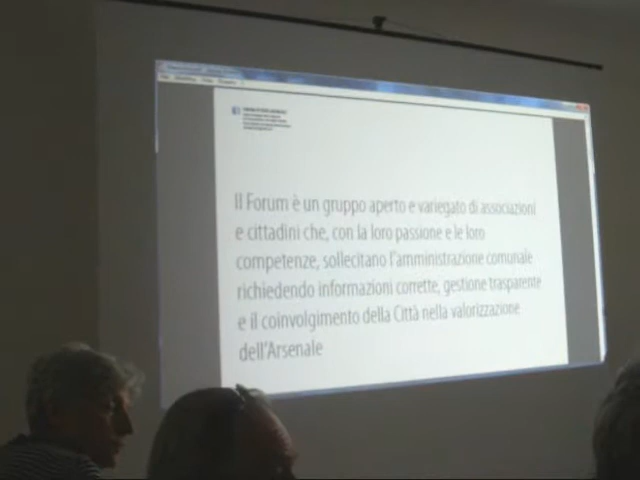 Il Forum è un gruppo aperto e variegato di associazioni
e cittadini che, con la loro passione e le loro
competenze, sollecitano l'amministrazione comunale
richiedendo informazioni corrette, gestione trasparente
e il coinvolgimento della Città nella valorizzazione
dell'Arsenale